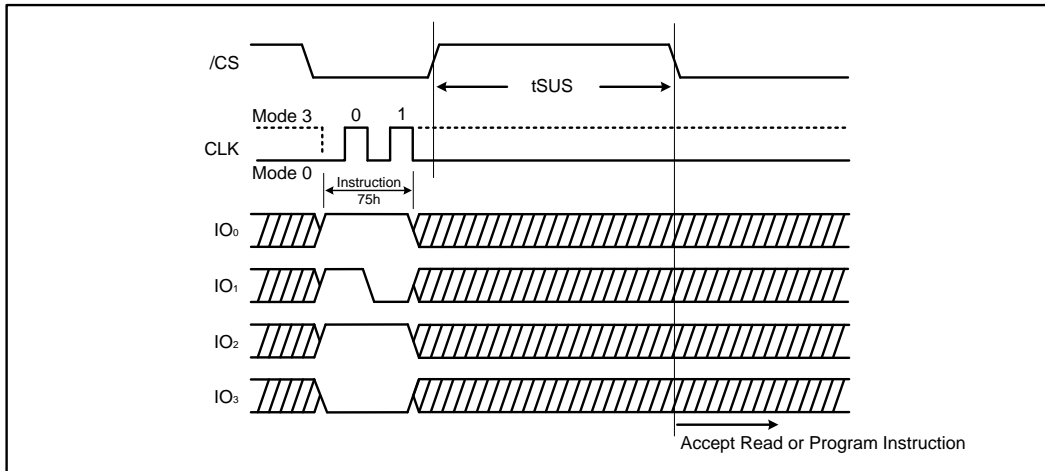 /CS
tSUS
Mode 3
0
1
CLK
Mode 0
Instruction
75h
IO₀
IO₁
IO₂
IO₃
Accept Read or Program Instruction